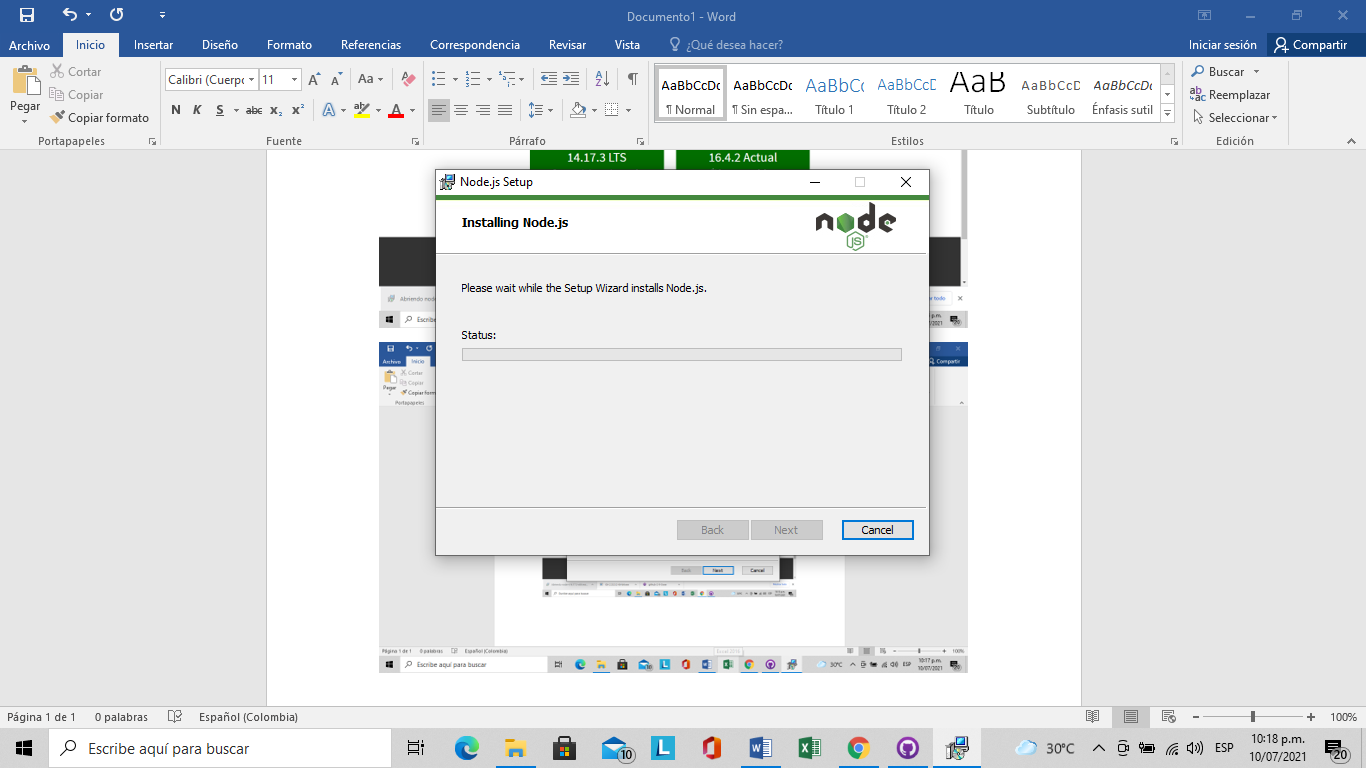 Documento1 - Word
Archivo Inicio Insertar Diseño Formato Referencias Correspondencia Revisar Vista ¿Qué desea hacer? Iniciar sesión Compartir
Pegar
Cortar
Copiar
Copiar formato
Portapapeles
Calibri (Cuerpo 11
N K S abc x₂ x²
Fuente
Párrafo
AaBbCcDc AaBbCcDc AaBbCc AaBbCcD AaB AaBbCcD AaBbCcDc
¶ Normal ¶ Sin espa... Título 1 Título 2 Título Subtítulo Énfasis sutil
Estilos
Buscar
Reemplazar
Seleccionar
Edición
14.17.3 LTS 16.4.2 Actual
Node.js Setup
Installing Node.js
node
JS
Please wait while the Setup Wizard installs Node.js.
Status:
Back Next Cancel
Archivo Inicio Compartir
Pegar
Cortar
Copiar
Copiar form
Portapapeles
Back Next Cancel
Página 1 de 1 0 palabras Español (Colombia) 100%
Escribe aquí para buscar 30°C ESP 10:17 p.m.
10/07/2021
Página 1 de 1 0 palabras Español (Colombia) 100%
Escribe aquí para buscar 10 30°C ESP 10:18 p.m.
10/07/2021 20